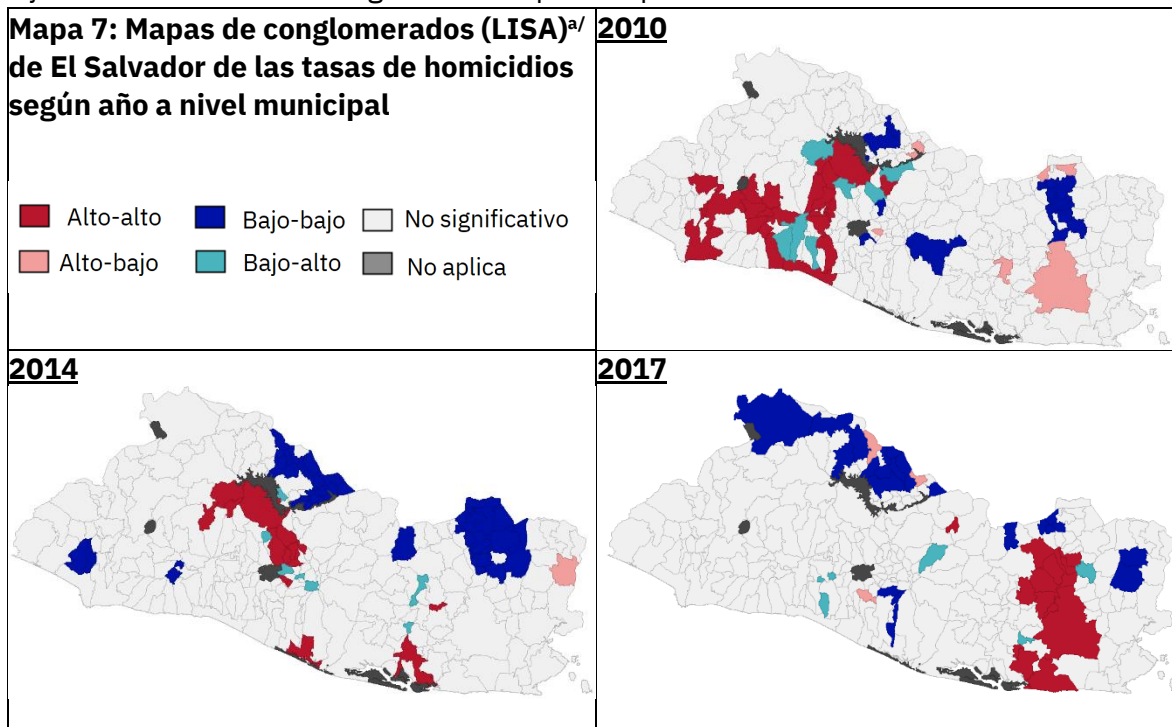 Mapa 7: Mapas de conglomerados (LISA)a/
de El Salvador de las tasas de homicidios
según año a nivel municipal
Alto-alto
Bajo-bajo
No significativo
Alto-bajo
Bajo-alto
No aplica
2010
2014
2017